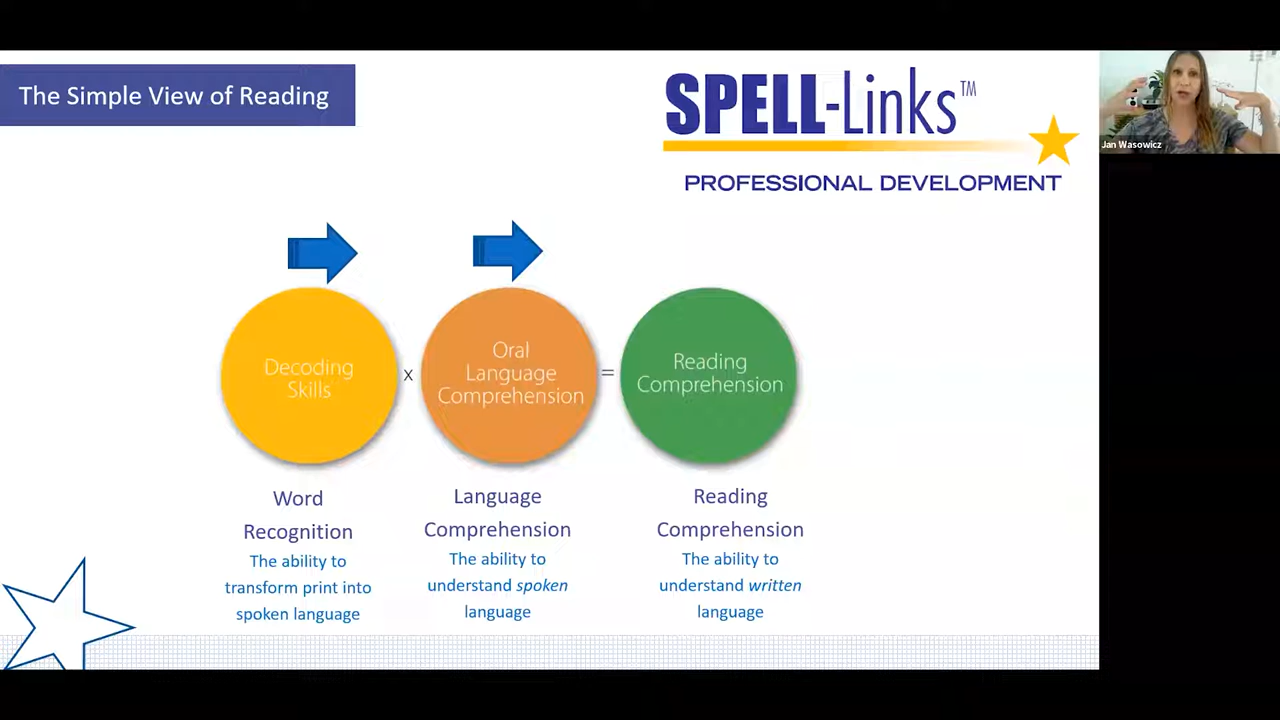 The Simple View of Reading
SPELL-Links™
PROFESSIONAL DEVELOPMENT
Jan Wasowicz
Decoding
Skills
x
Oral
Language
Comprehension
=
Reading
Comprehension
Word
Recognition
The ability to
transform print into
spoken language
Language
Comprehension
The ability to
understand spoken
language
Reading
Comprehension
The ability to
understand written
language